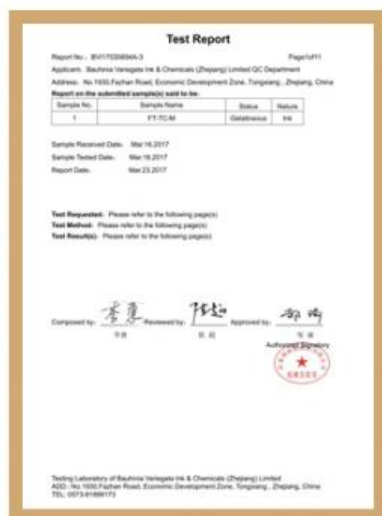 Test Report
Report No.: BV/17030894A-3 Page1of11
Applicant: Bauhinia Variegata Ink & Chemicals (Zhejiang) Limited QC Department
Address: No.1930,Fazhan Road, Economic Development Zone, Tongxiang, Zhejiang, China
Report on the submitted sample(s) said to be:
Sample No. Sample Name Status Nature
1 FT-TC-M Gelatineous Ink
Sample Received Date: Mar.16.2017
Sample Tested Date: Mar.16.2017
Report Date: Mar.23.2017
Test Requested: Please refer to the following page(s)
Test Method: Please refer to the following page(s)
Test Result(s): Please refer to the following page(s)
Composed by: Reviewed by: Approved by:
Authorized Signatory
Testing Laboratory of Bauhinia Variegata Ink & Chemicals (Zhejiang) Limited
ADD: No.1930,Fazhan Road, Economic Development Zone, Tongxiang, Zhejiang, China
TEL: 0573-81899173